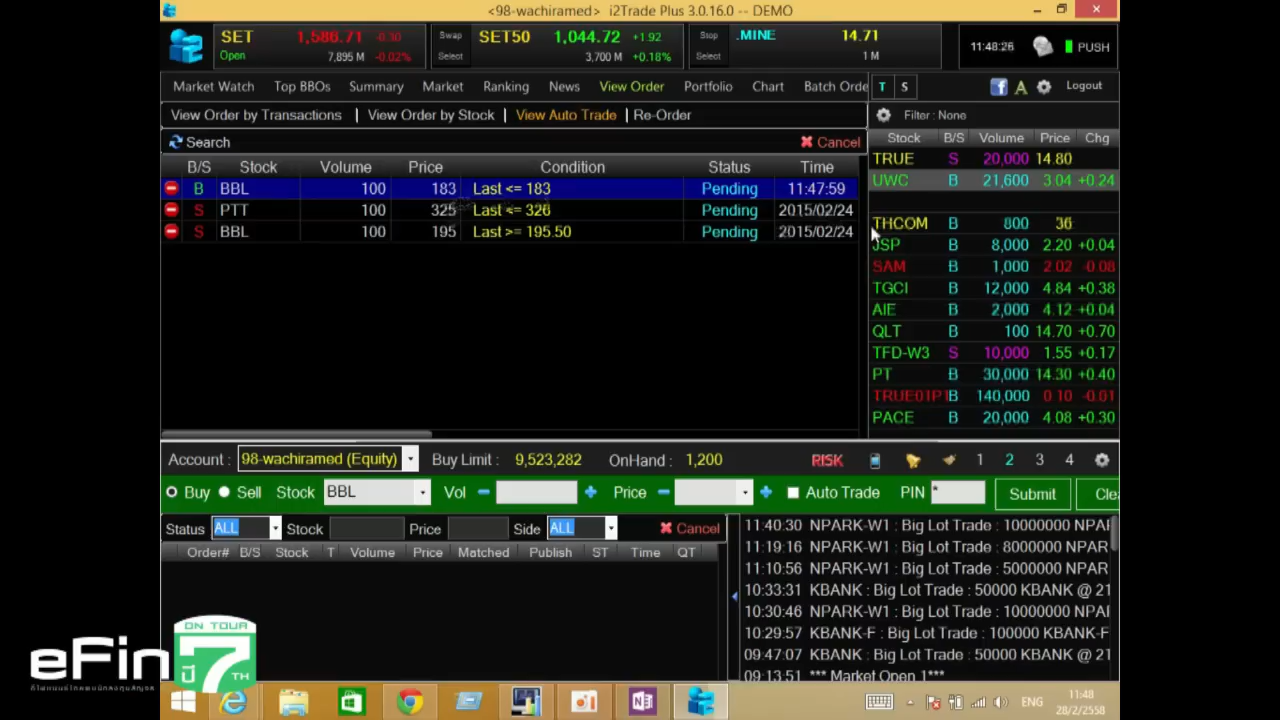 <98-wachiramed> i2Trade Plus 3.0.16.0 -- DEMO
SET 1,586.71 -0.30 Swap SET50 1,044.72 +1.92 Stop .MINE 14.71
Open 7,895 M -0.02% Select 3,700 M +0.18% Select 1 M
11:48:26 PUSH
Market Watch Top BBOs Summary Market Ranking News View Order Portfolio Chart Batch Orde T S f A Logout
View Order by Transactions View Order by Stock View Auto Trade Re-Order Filter : None
Search Cancel
B/S Stock Volume Price Condition Status Time
B BBL 100 183 Last <= 183 Pending 11:47:59
S PTT 100 325 Last <= 326 Pending 2015/02/24
S BBL 100 195 Last >= 195.50 Pending 2015/02/24
Stock B/S Volume Price Chg
TRUE S 20,000 14.80
UWC B 21,600 3.04 +0.24
THCOM B 800 36
JSP B 8,000 2.20 +0.04
SAM B 1,000 2.02 -0.08
TGCI B 12,000 4.84 +0.38
AIE B 2,000 4.12 +0.04
QLT B 100 14.70 +0.70
TFD-W3 S 10,000 1.55 +0.17
PT B 30,000 14.30 +0.40
TRUE01P1 B 140,000 0.10 -0.01
PACE B 20,000 4.08 +0.30
Account : 98-wachiramed (Equity) Buy Limit : 9,523,282 OnHand : 1,200 RISK 1 2 3 4
Buy Sell Stock BBL Vol Price Auto Trade PIN * Submit Clea
Status ALL Stock Price Side ALL Cancel
Order# B/S Stock T Volume Price Matched Publish ST Time QT
11:40:30 NPARK-W1 : Big Lot Trade : 10000000 NPAR
11:19:16 NPARK-W1 : Big Lot Trade : 8000000 NPAR
11:10:56 NPARK-W1 : Big Lot Trade : 5000000 NPAR
10:33:31 KBANK : Big Lot Trade : 50000 KBANK @ 21
10:30:46 NPARK-W1 : Big Lot Trade : 10000000 NPAR
10:29:57 KBANK-F : Big Lot Trade : 100000 KBANK-F
09:47:07 KBANK : Big Lot Trade : 50000 KBANK @ 21
09:13:51 *** Market Open 1***
ON TOUR
eFin ปี 7 TH
ENG 11:48
28/2/2558